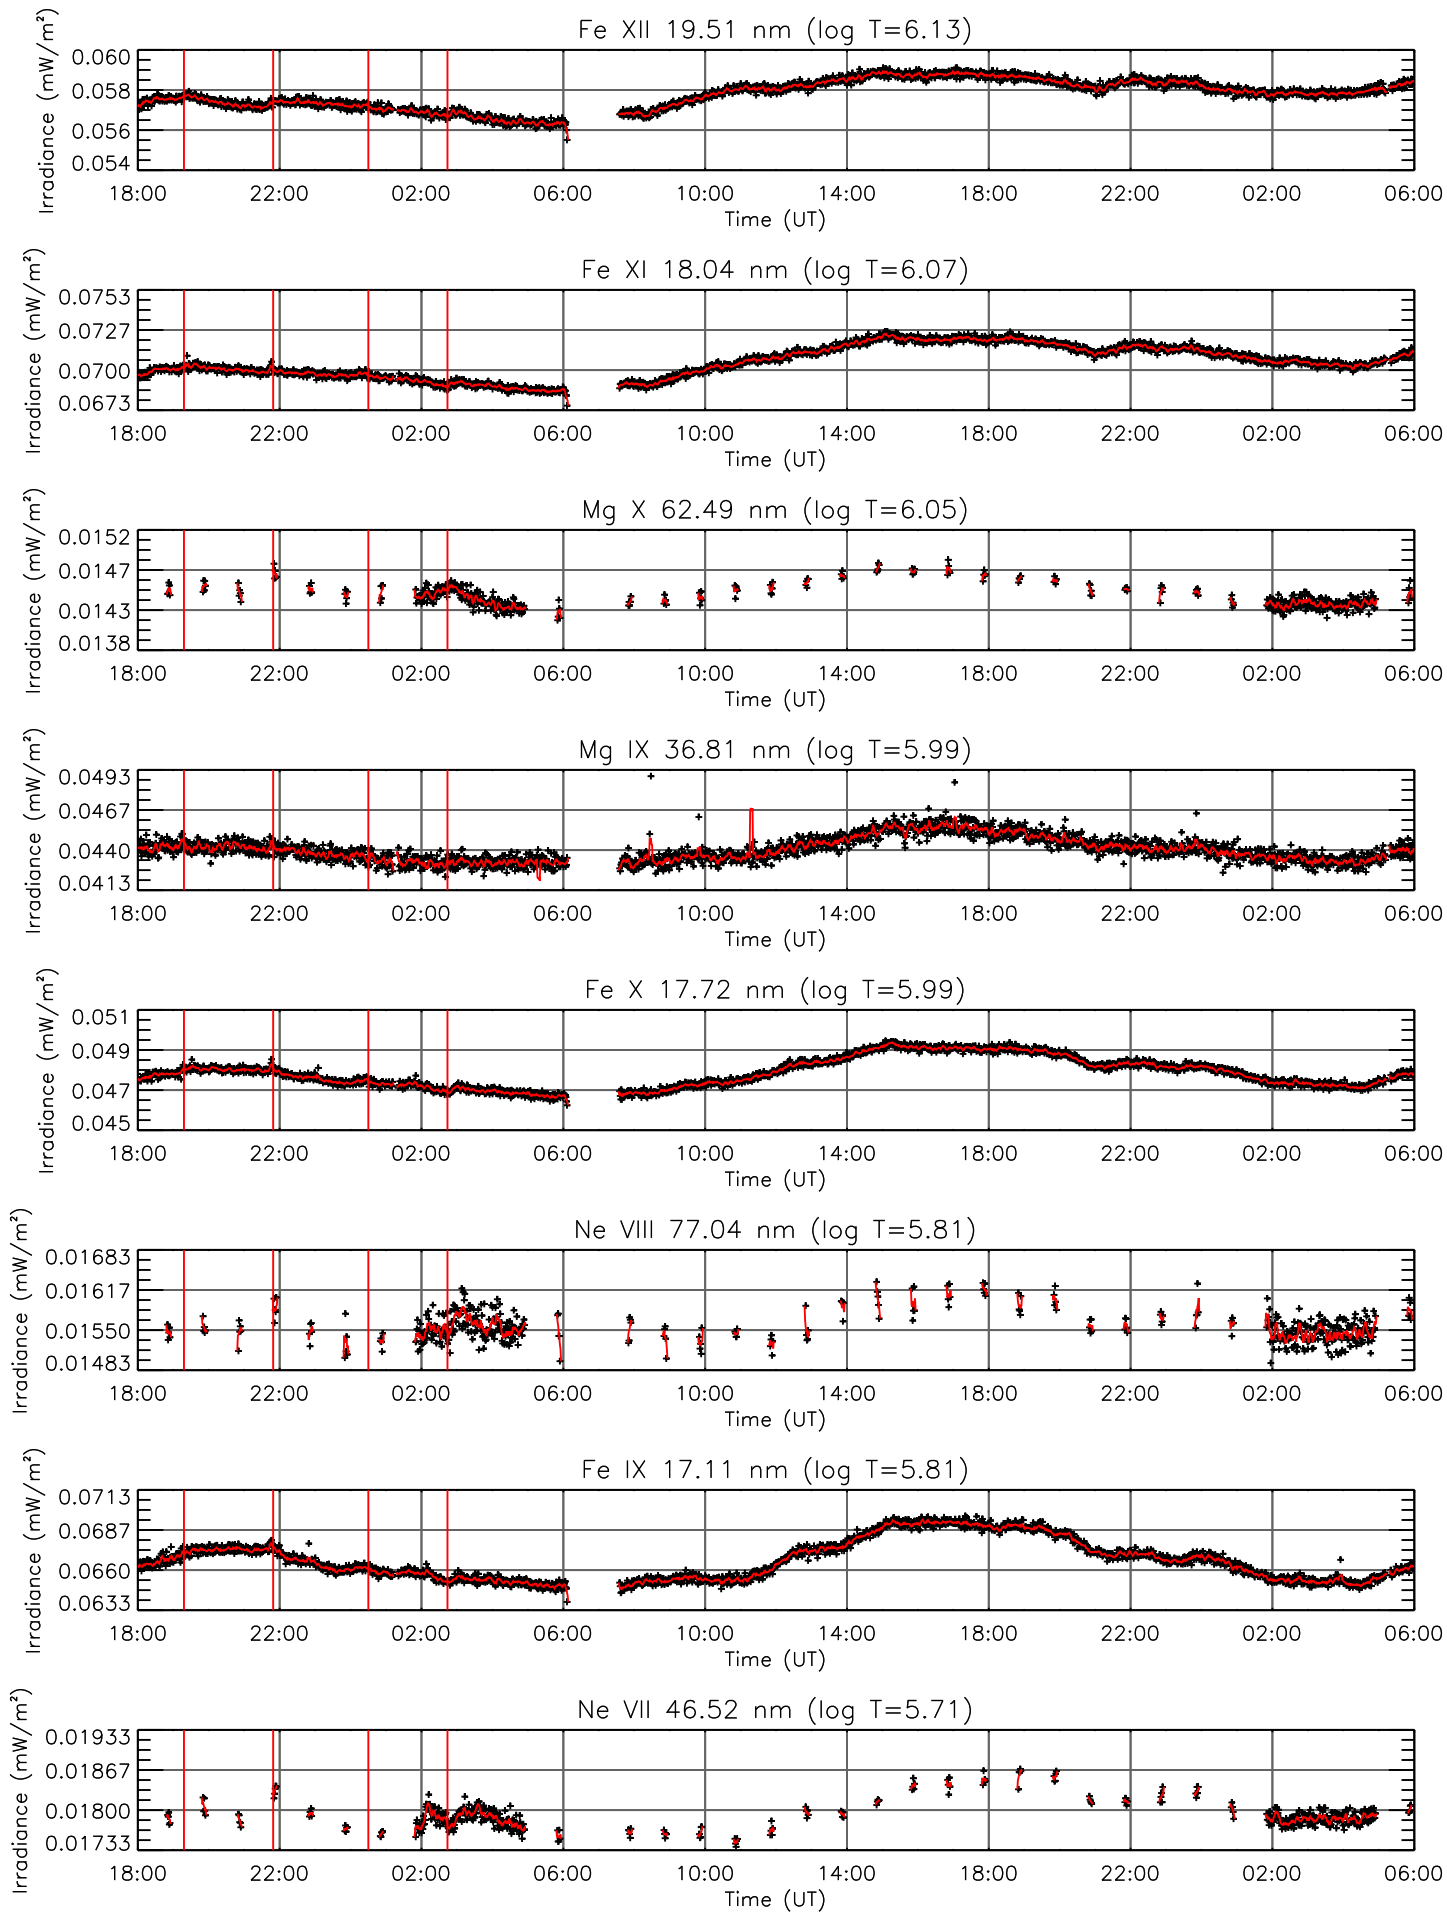 Fe XII 19.51 nm (log T=6.13)
Irradiance (mW/m²)
0.060
0.058
0.056
0.054
18:00 22:00 02:00 06:00 10:00 14:00 18:00 22:00 02:00 06:00
Time (UT)
Fe XI 18.04 nm (log T=6.07)
Irradiance (mW/m²)
0.0753
0.0727
0.0700
0.0673
18:00 22:00 02:00 06:00 10:00 14:00 18:00 22:00 02:00 06:00
Time (UT)
Mg X 62.49 nm (log T=6.05)
Irradiance (mW/m²)
0.0152
0.0147
0.0143
0.0138
18:00 22:00 02:00 06:00 10:00 14:00 18:00 22:00 02:00 06:00
Time (UT)
Mg IX 36.81 nm (log T=5.99)
Irradiance (mW/m²)
0.0493
0.0467
0.0440
0.0413
18:00 22:00 02:00 06:00 10:00 14:00 18:00 22:00 02:00 06:00
Time (UT)
Fe X 17.72 nm (log T=5.99)
Irradiance (mW/m²)
0.051
0.049
0.047
0.045
18:00 22:00 02:00 06:00 10:00 14:00 18:00 22:00 02:00 06:00
Time (UT)
Ne VIII 77.04 nm (log T=5.81)
Irradiance (mW/m²)
0.01683
0.01617
0.01550
0.01483
18:00 22:00 02:00 06:00 10:00 14:00 18:00 22:00 02:00 06:00
Time (UT)
Fe IX 17.11 nm (log T=5.81)
Irradiance (mW/m²)
0.0713
0.0687
0.0660
0.0633
18:00 22:00 02:00 06:00 10:00 14:00 18:00 22:00 02:00 06:00
Time (UT)
Ne VII 46.52 nm (log T=5.71)
Irradiance (mW/m²)
0.01933
0.01867
0.01800
0.01733
18:00 22:00 02:00 06:00 10:00 14:00 18:00 22:00 02:00 06:00
Time (UT)